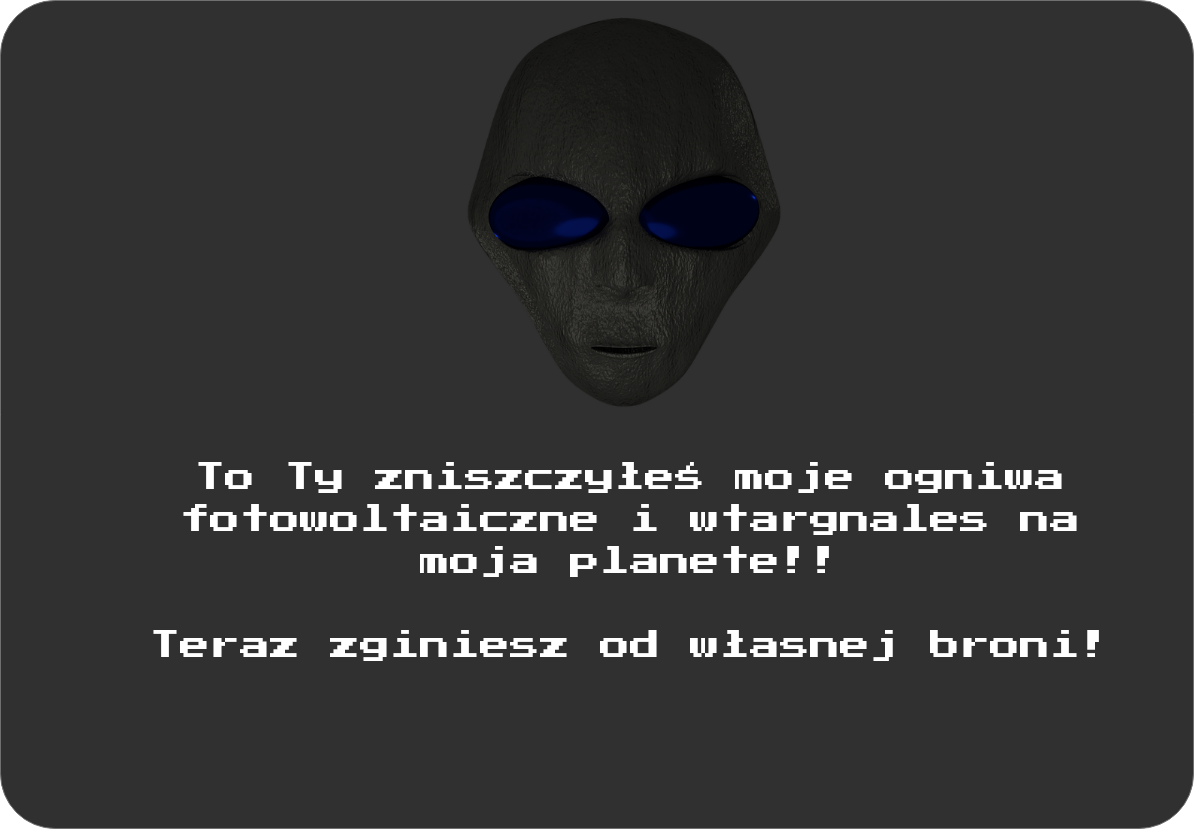 To Ty zniszczyłeś moje ogniwa
fotowoltaiczne i wtargnales na
moja planete!!
Teraz zginiesz od własnej broni!